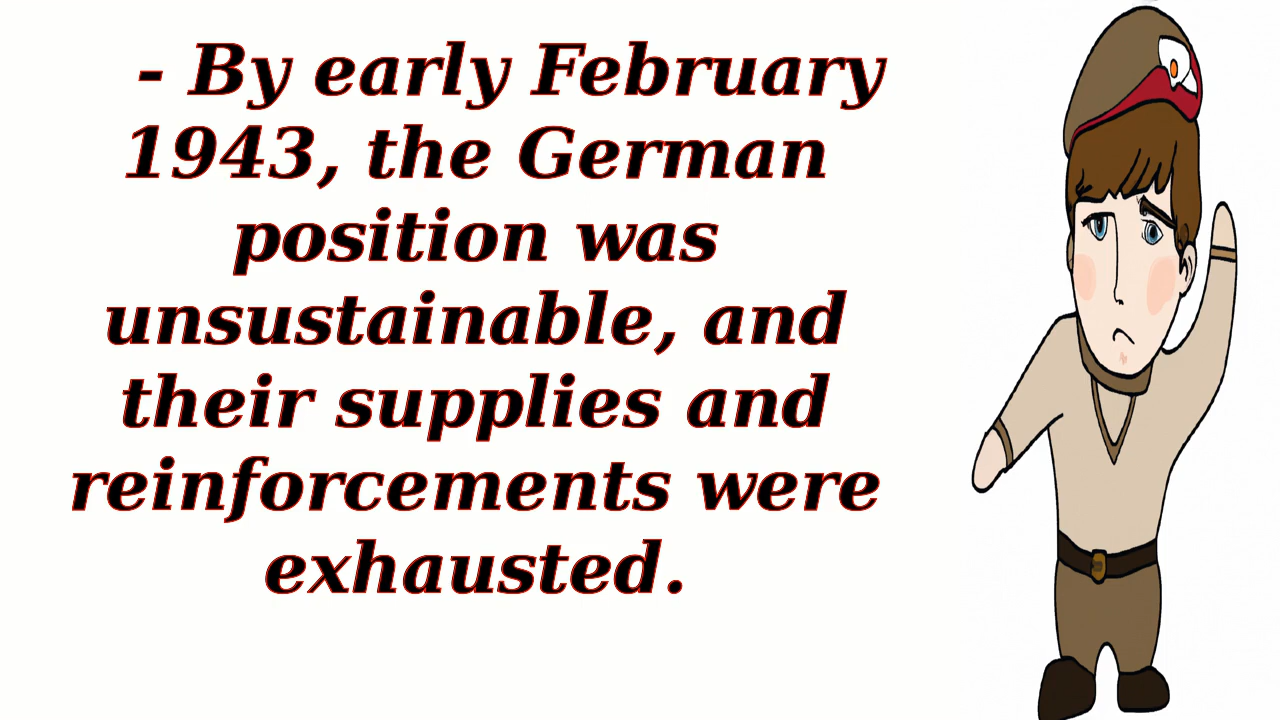 - By early February
1943, the German
position was
unsustainable, and
their supplies and
reinforcements were
exhausted.